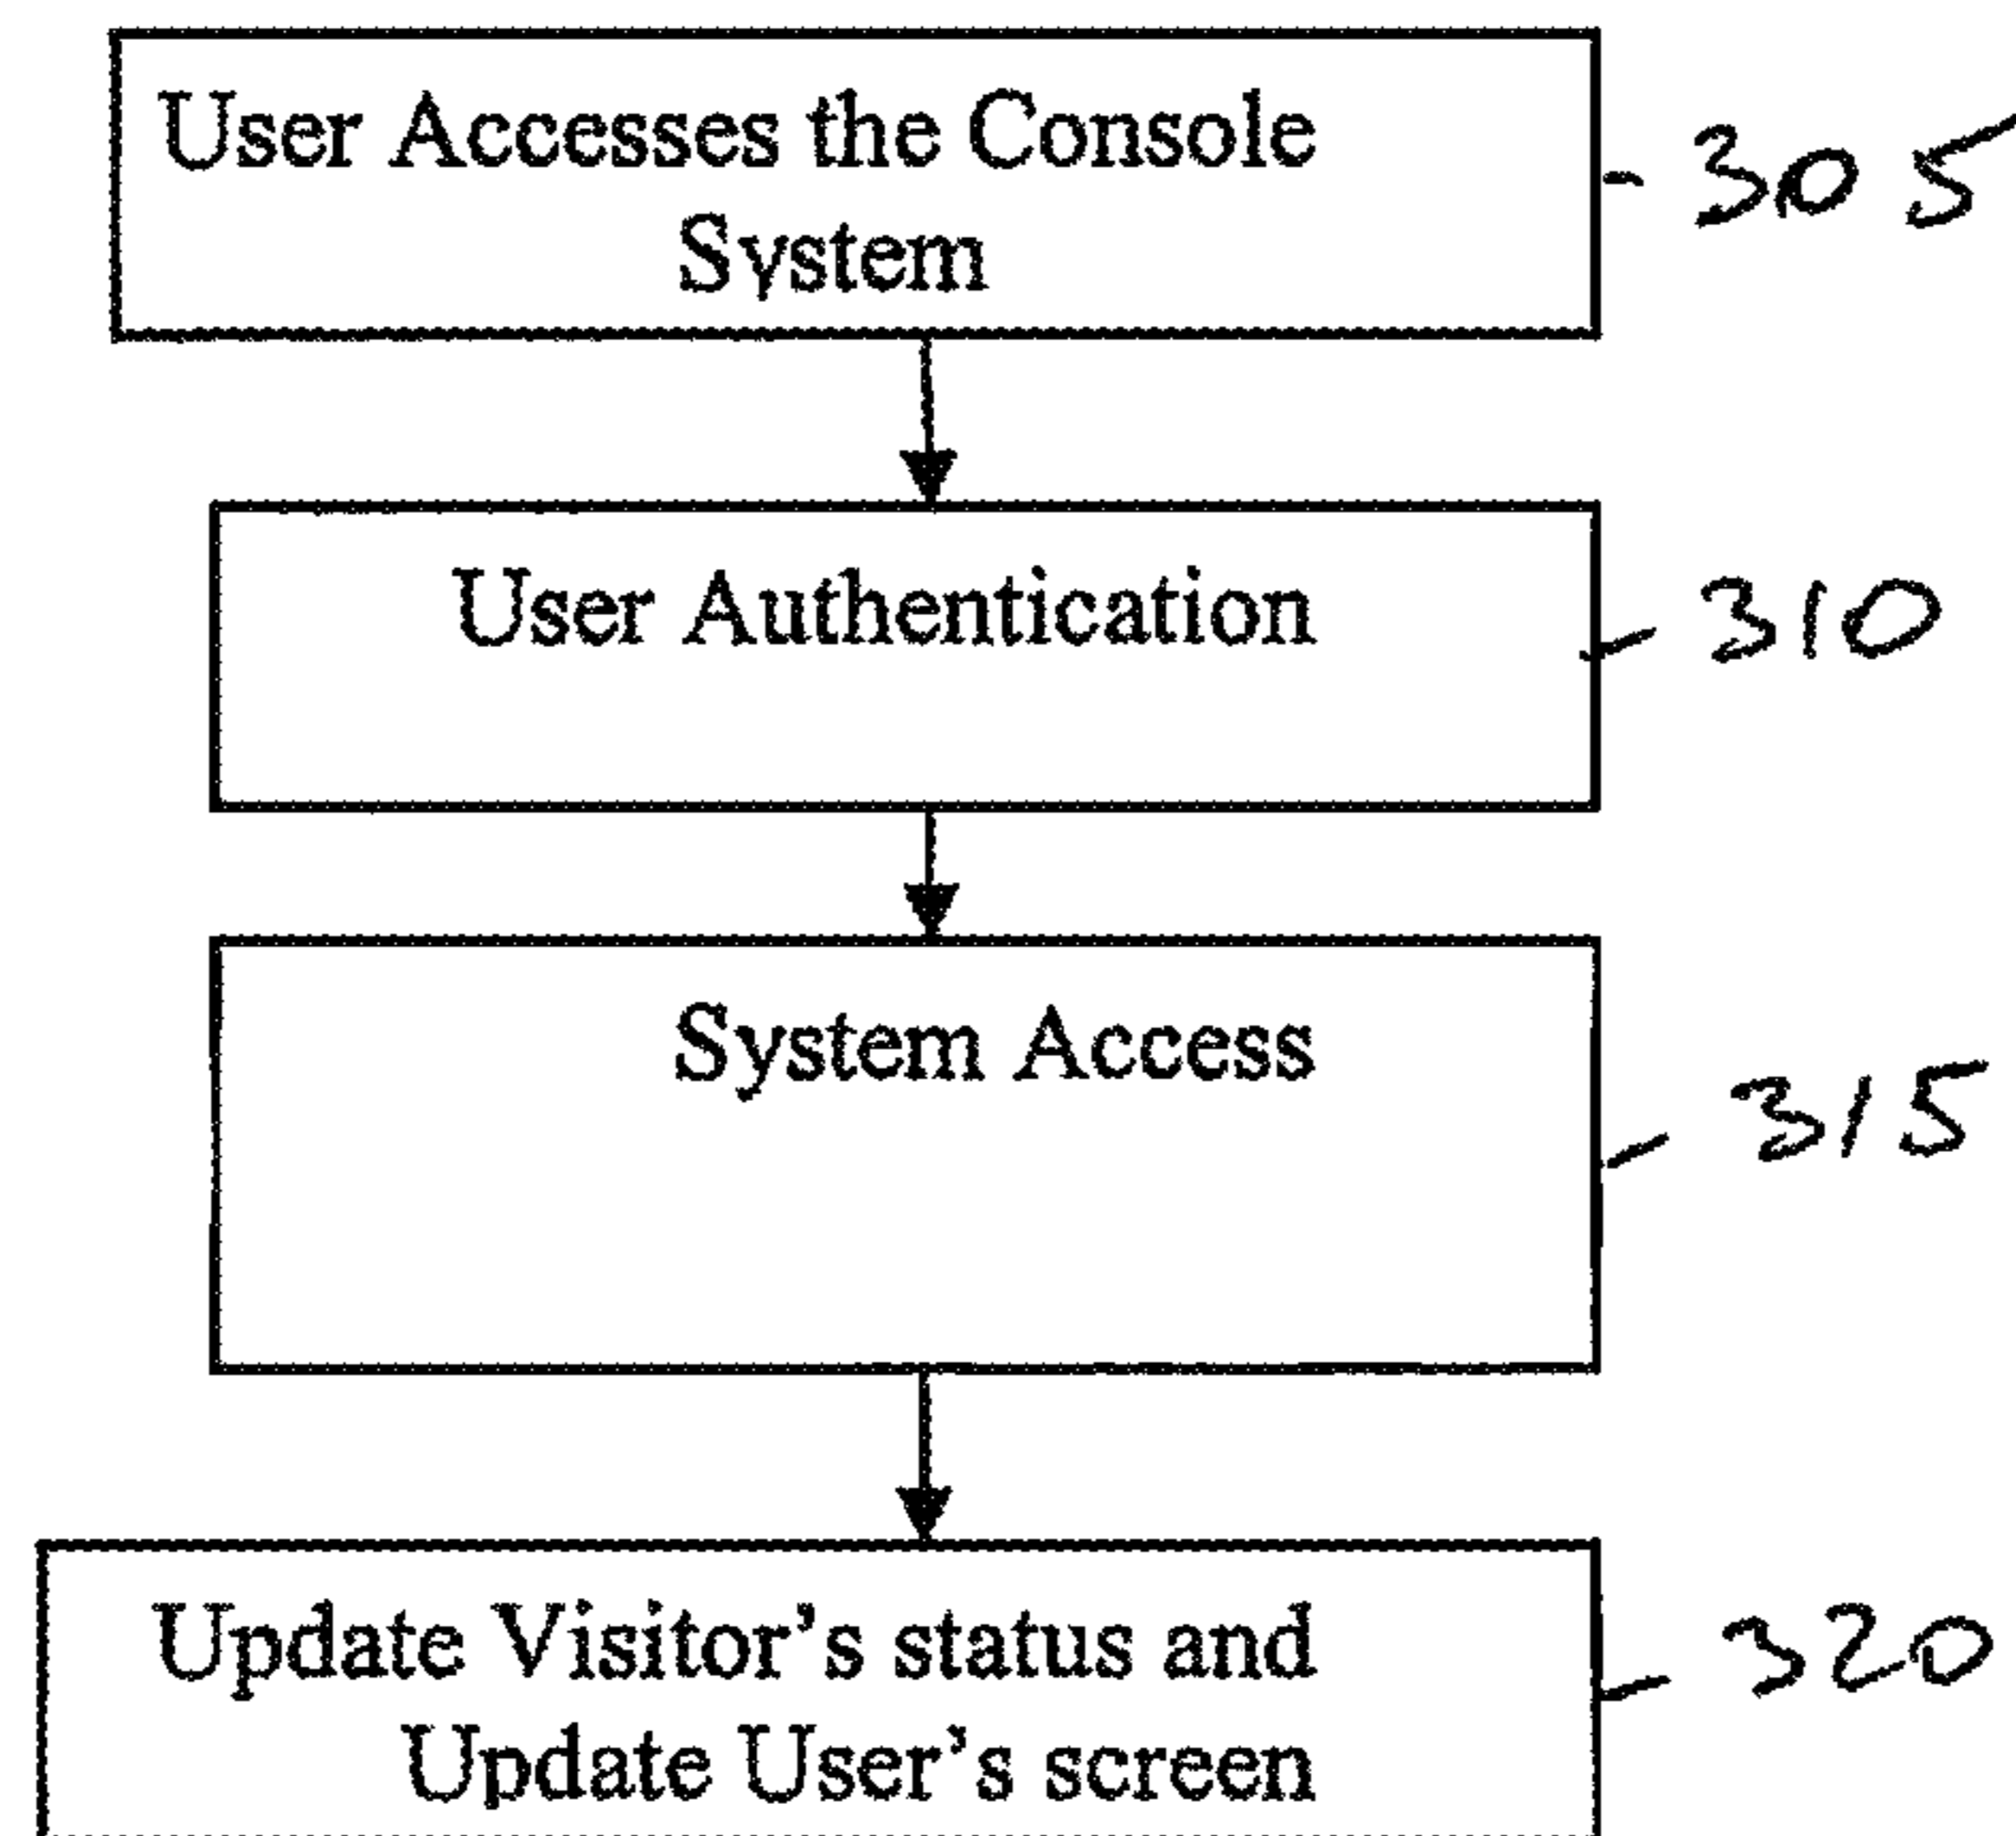 User Accesses the Console
System
305
User Authentication
310
System Access
315
Update Visitor's status and
Update User's screen
320